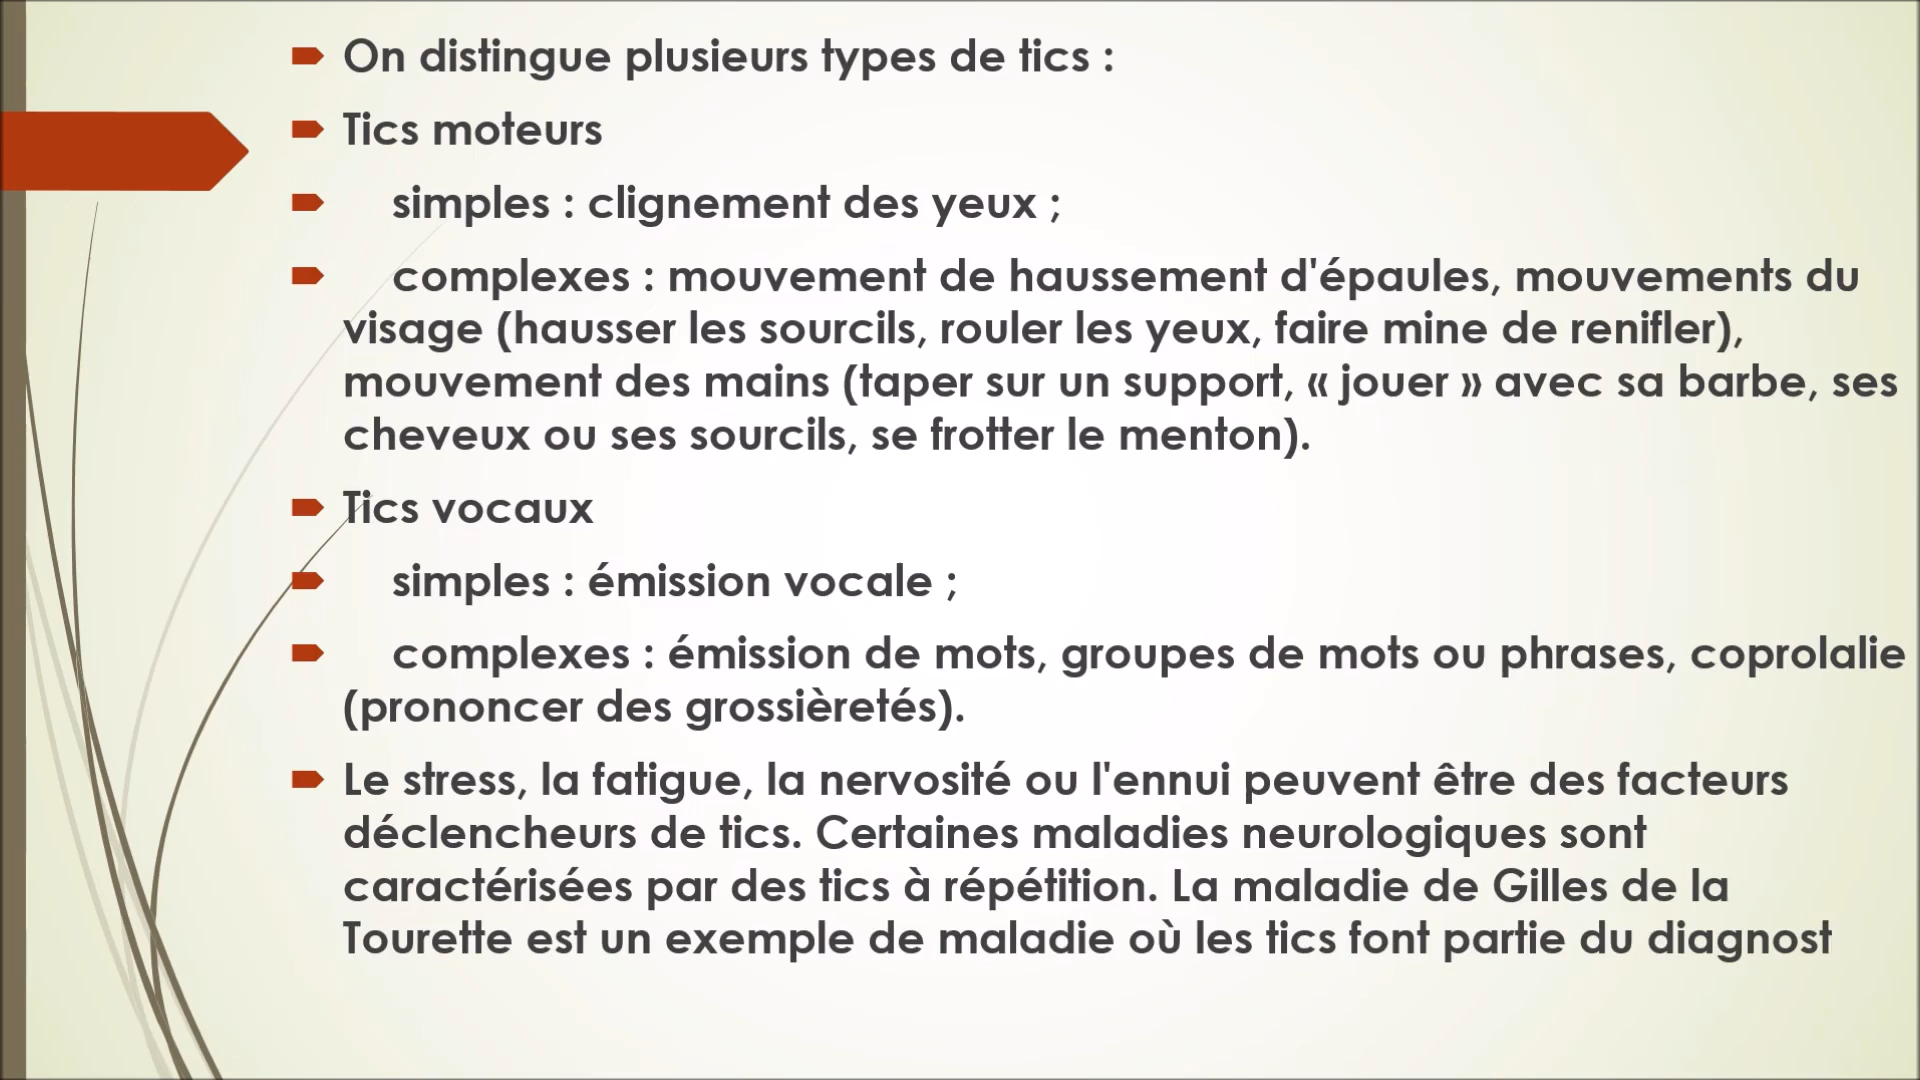 On distingue plusieurs types de tics :
Tics moteurs
simples : clignement des yeux ;
complexes : mouvement de haussement d'épaules, mouvements du
visage (hausser les sourcils, rouler les yeux, faire mine de renifler),
mouvement des mains (taper sur un support, « jouer » avec sa barbe, ses
cheveux ou ses sourcils, se frotter le menton).
Tics vocaux
simples : émission vocale ;
complexes : émission de mots, groupes de mots ou phrases, coprolalie
(prononcer des grossièretés).
Le stress, la fatigue, la nervosité ou l'ennui peuvent être des facteurs
déclencheurs de tics. Certaines maladies neurologiques sont
caractérisées par des tics à répétition. La maladie de Gilles de la
Tourette est un exemple de maladie où les tics font partie du diagnost